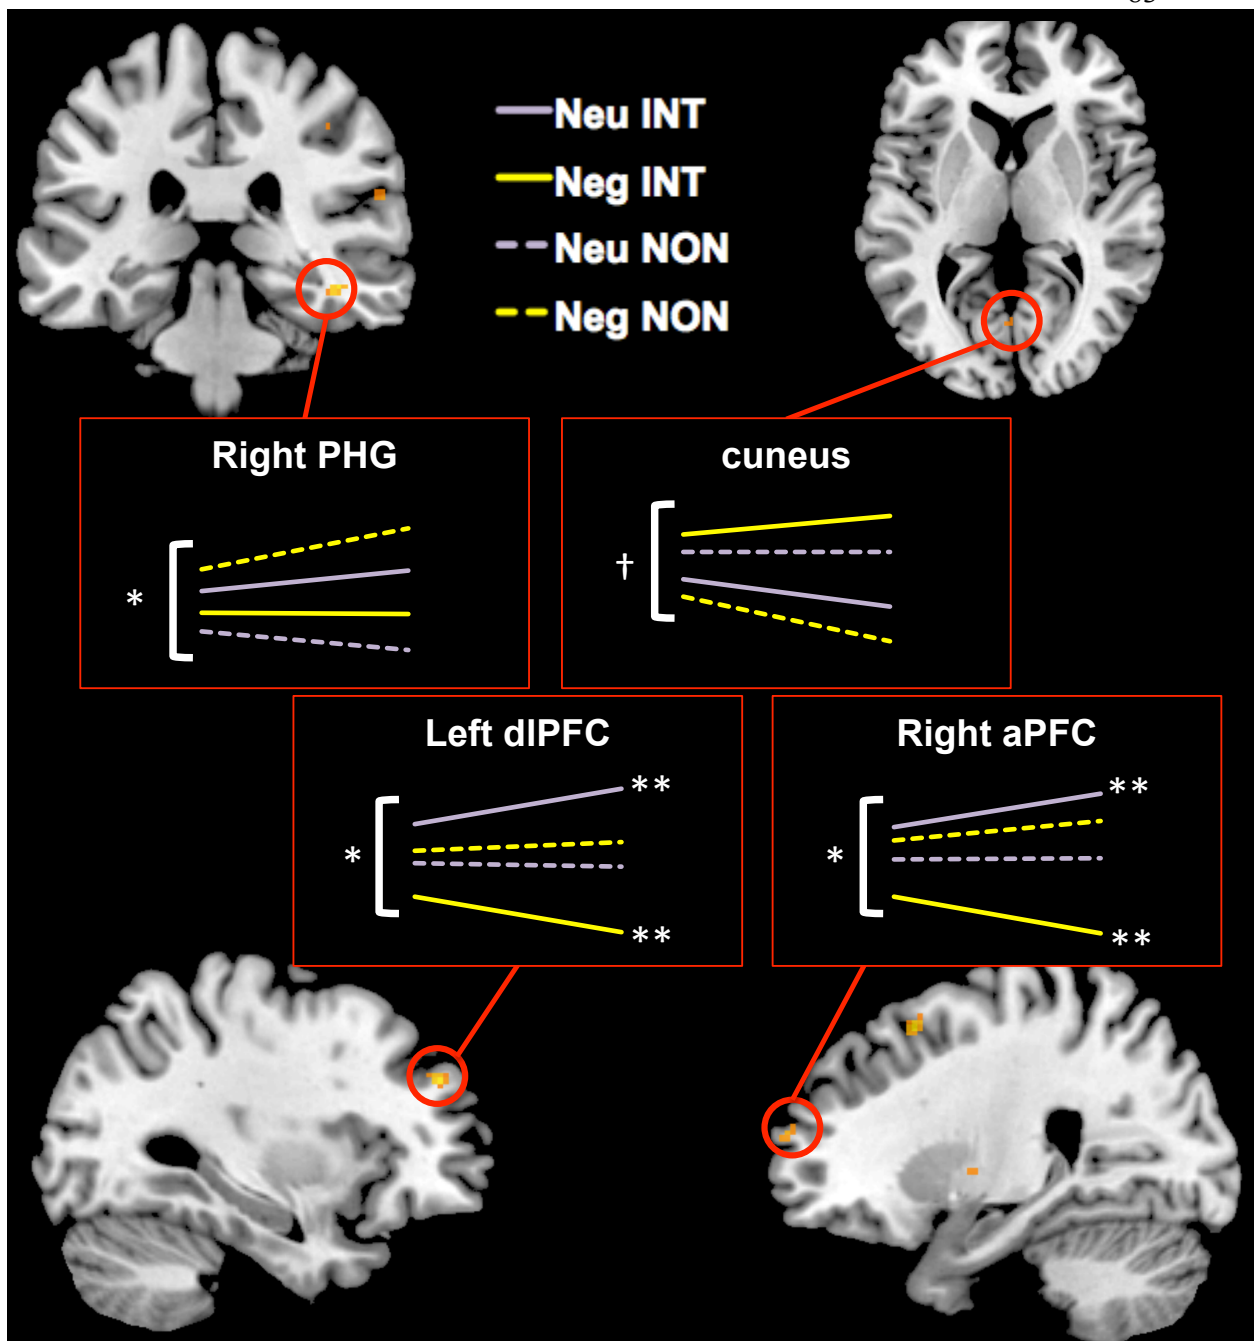 Neu INT
Neg INT
Neu NON
Neg NON
Right PHG
*
cuneus
†
Left dlPFC
**
*
**
Right aPFC
**
*
**